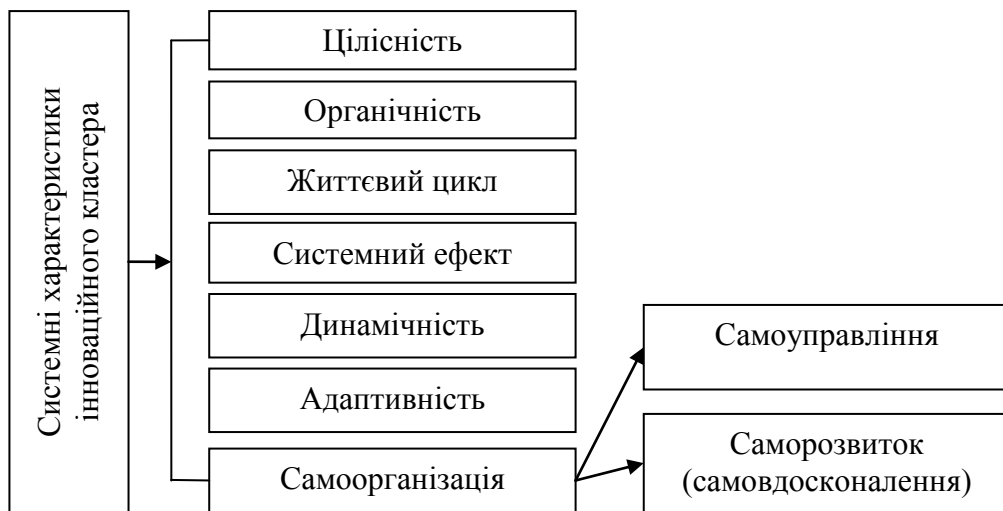 Системні характеристики
інноваційного кластера
Цілісність
Органічність
Життєвий цикл
Системний ефект
Динамічність
Адаптивність
Самоорганізація
Самоуправління
Саморозвиток
(самовдосконалення)